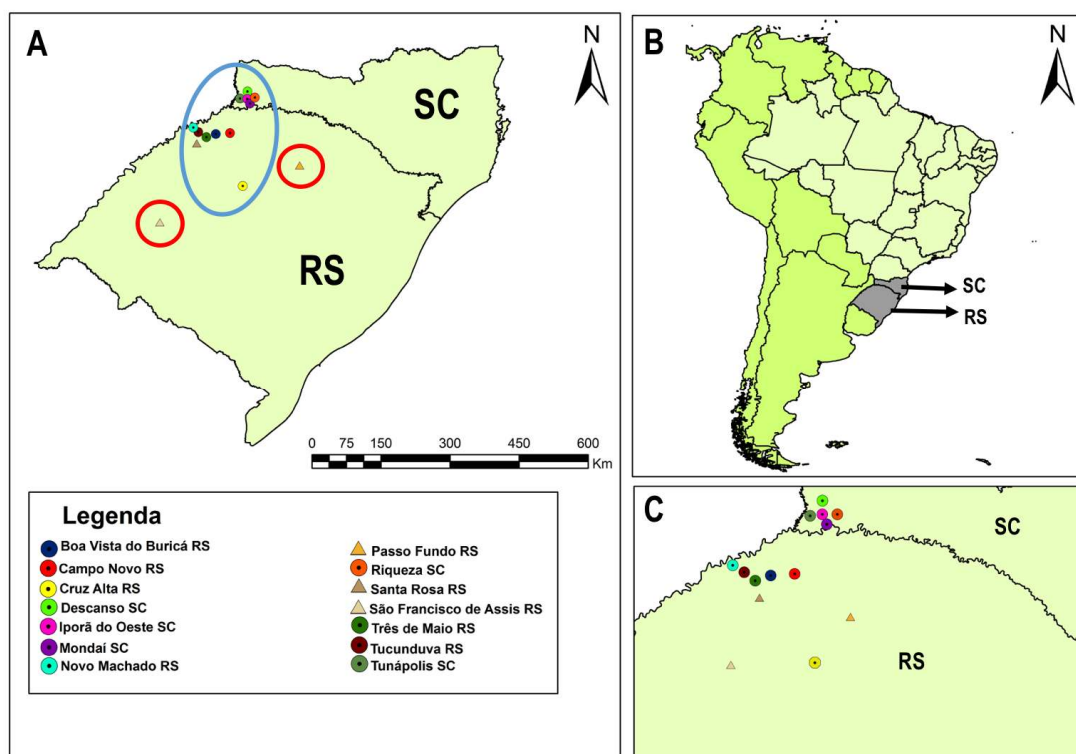 A
N
SC
RS
0 75 150 300 450 600
Km
Legenda
Boa Vista do Buricá RS
Campo Novo RS
Cruz Alta RS
Descanso SC
Iporã do Oeste SC
Mondaí SC
Novo Machado RS
Passo Fundo RS
Riqueza SC
Santa Rosa RS
São Francisco de Assis RS
Três de Maio RS
Tucunduva RS
Tunápolis SC
B
N
SC
RS
C
SC
RS